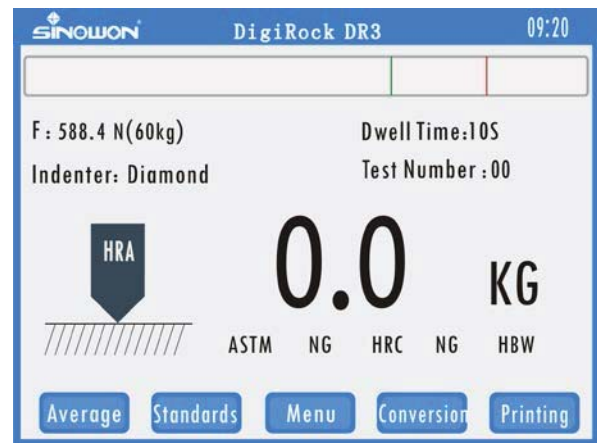 SINOWON DigiRock DR3 09:20
F: 588.4 N(60kg) Dwell Time:10S
Indenter: Diamond Test Number :00
HRA 0.0 KG
ASTM NG HRC NG HBW
Average Standards Menu Conversion Printing